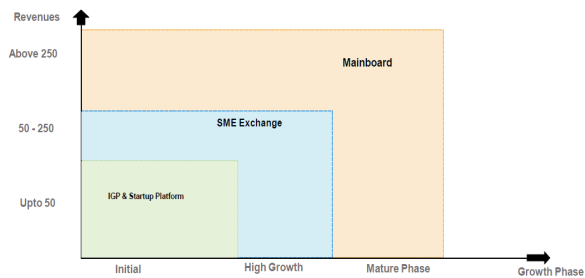 Revenues
Above 250
Mainboard
50 - 250
SME Exchange
IGP & Startup Platform
Upto 50
Initial
High Growth
Mature Phase
Growth Phase